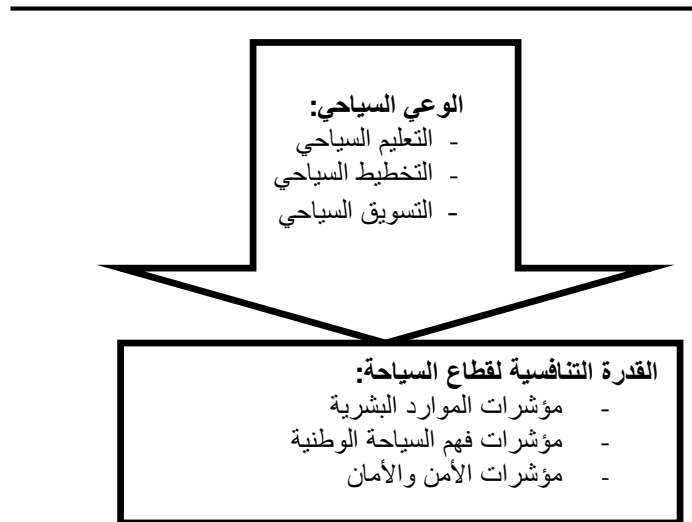 الوعي السياحي:
- التعليم السياحي
- التخطيط السياحي
- التسويق السياحي
القدرة التنافسية لقطاع السياحة:
- مؤشرات الموارد البشرية
- مؤشرات فهم السياحة الوطنية
- مؤشرات الأمن والأمان